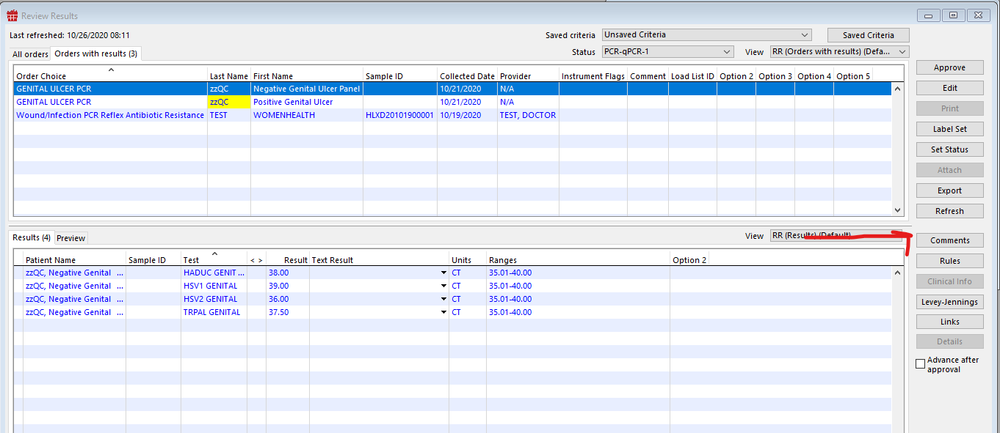 Review Results
Last refreshed: 10/26/2020 08:11
Saved criteria Unsaved Criteria Saved Criteria
Status PCR-qPCR-1 View RR (Orders with results) (Defa...
All orders Orders with results (3)
Order Choice Last Name First Name Sample ID Collected Date Provider Instrument Flags Comment Load List ID Option 2 Option 3 Option 4 Option 5
GENITAL ULCER PCR zzQC Negative Genital Ulcer Panel 10/21/2020 N/A
GENITAL ULCER PCR zzQC Positive Genital Ulcer 10/21/2020 N/A
Wound/Infection PCR Reflex Antibiotic Resistance TEST WOMENHEALTH HLXD20101900001 10/19/2020 TEST, DOCTOR
Approve
Edit
Print
Label Set
Set Status
Attach
Export
Refresh
Results (4) Preview View RR (Results) (Default)
Patient Name Sample ID Test < > Result Text Result Units Ranges Option 2
zzQC, Negative Genital ... HADUC GENIT ... 38.00 CT 35.01-40.00
zzQC, Negative Genital ... HSV1 GENITAL 39.00 CT 35.01-40.00
zzQC, Negative Genital ... HSV2 GENITAL 36.00 CT 35.01-40.00
zzQC, Negative Genital ... TRPAL GENITAL 37.50 CT 35.01-40.00
Comments
Rules
Clinical Info
Levey-Jennings
Links
Details
Advance after
approval